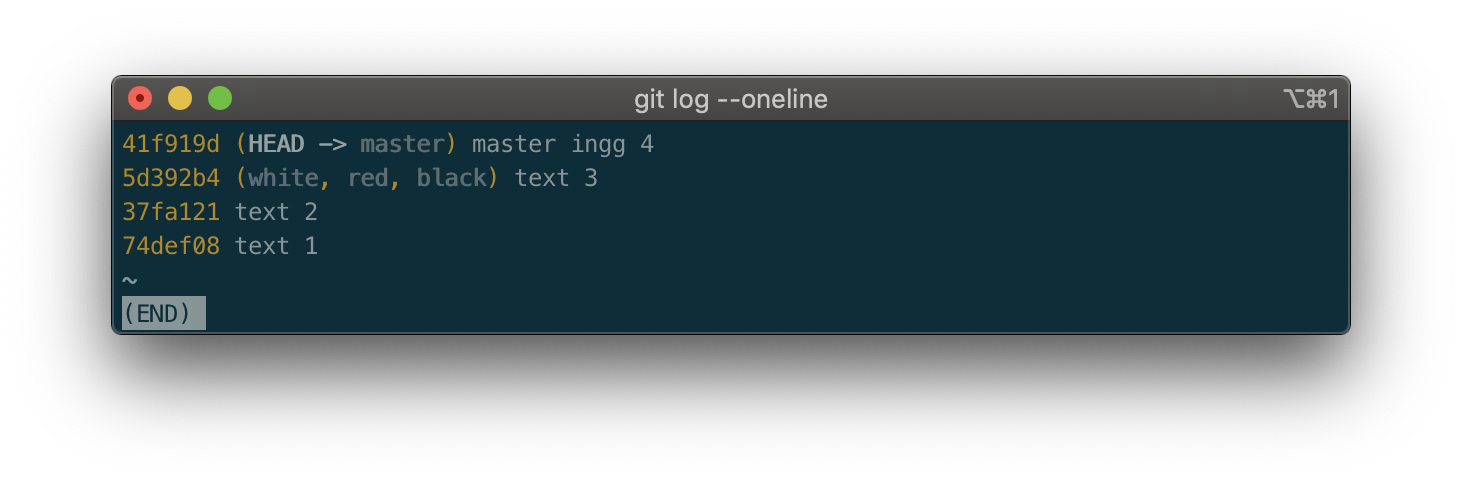 git log --oneline
⌥⌘1
41f919d (HEAD -> master) master ingg 4
5d392b4 (white, red, black) text 3
37fa121 text 2
74def08 text 1
~
(END)